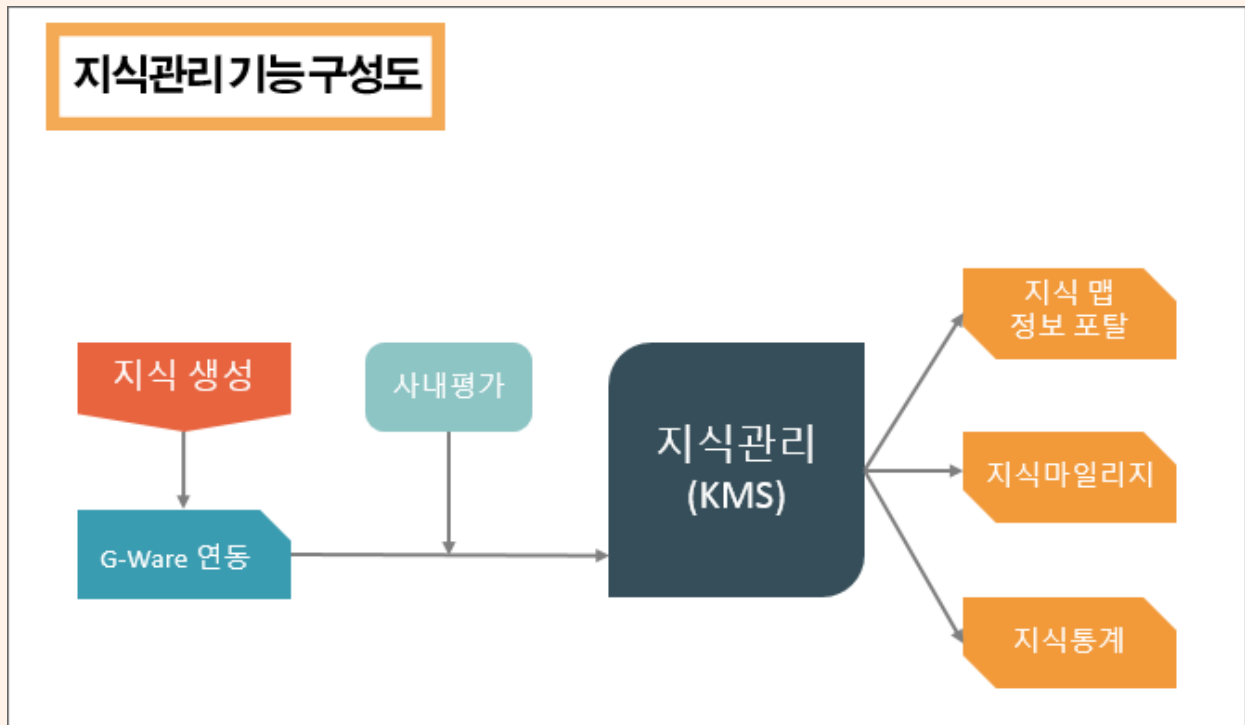 지식관리 기능 구성도
지식 생성
G-Ware 연동
사내평가
지식관리
(KMS)
지식 맵
정보 포탈
지식마일리지
지식통계